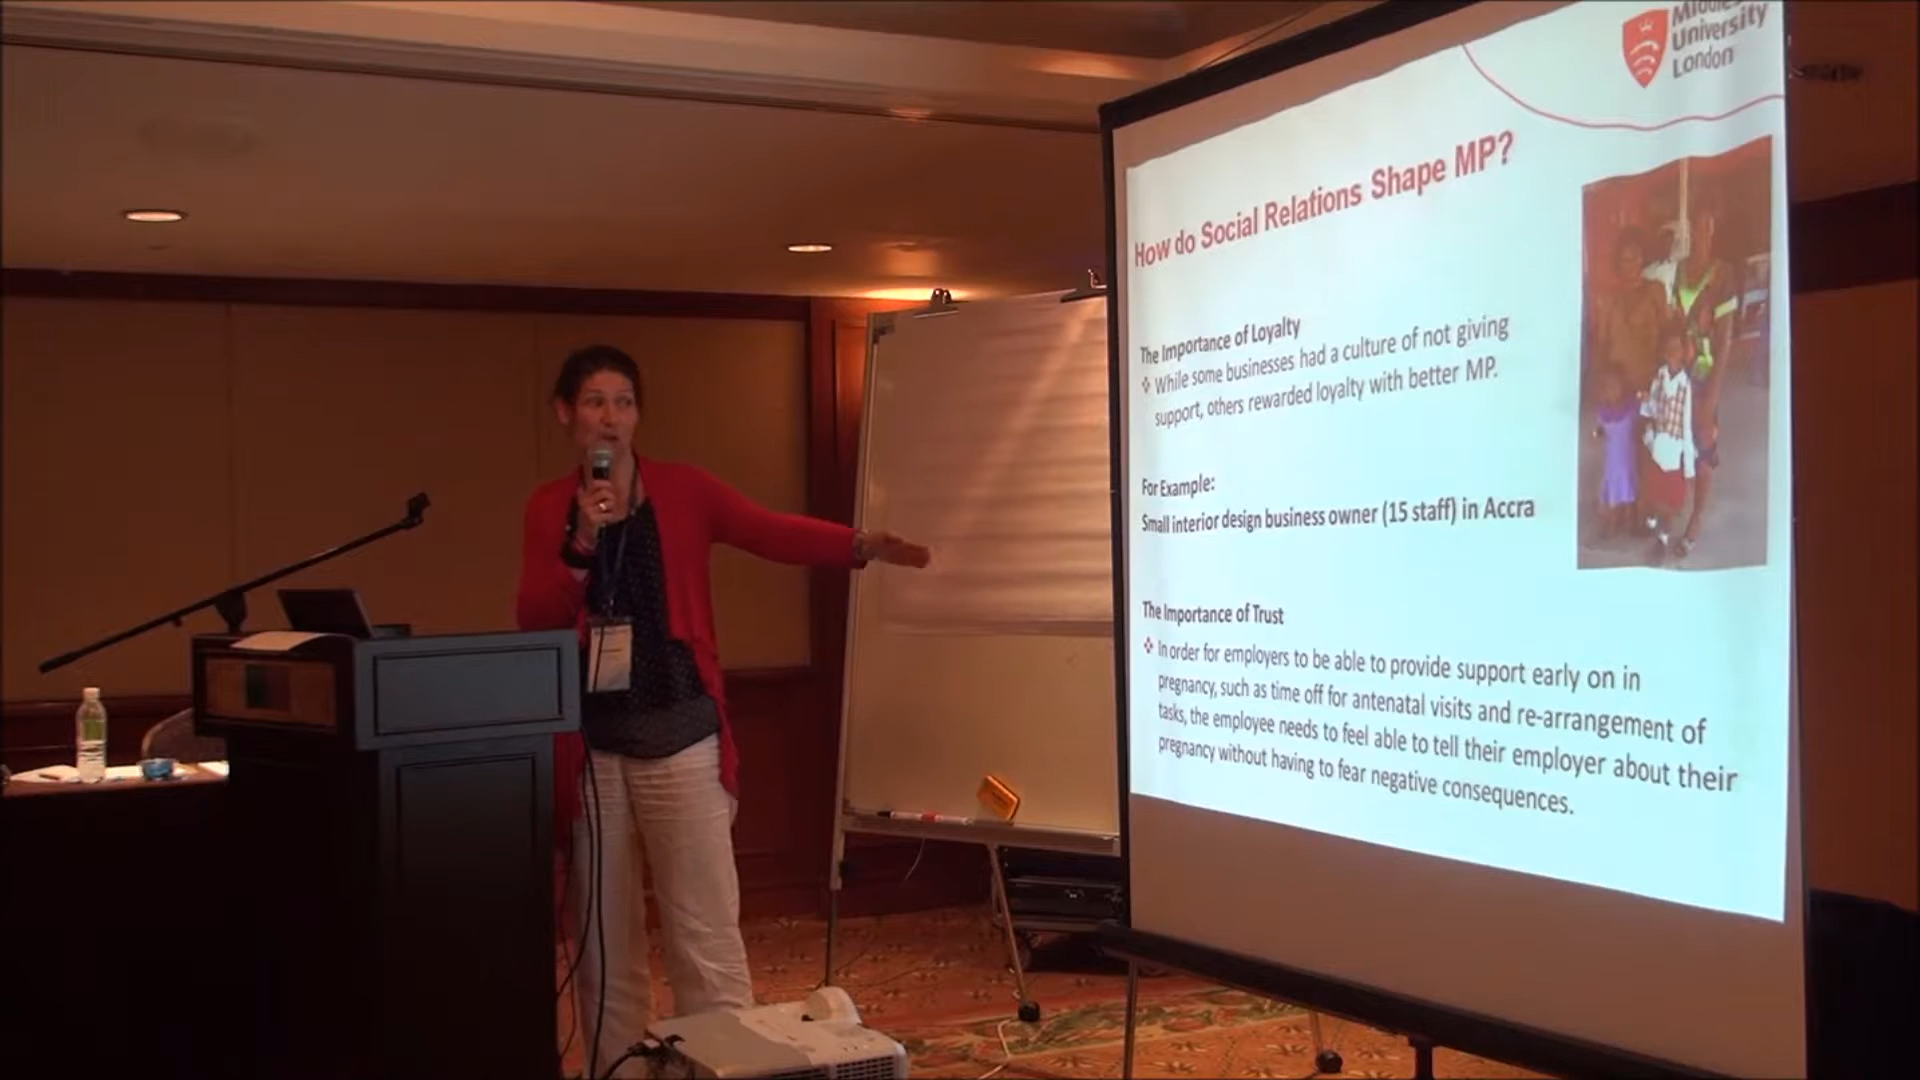 University
London
How do Social Relations Shape MP?
The Importance of Loyalty
❖ While some businesses had a culture of not giving
support, others rewarded loyalty with better MP.
For Example:
Small interior design business owner (15 staff) in Accra
The Importance of Trust
❖ In order for employers to be able to provide support early on in
pregnancy, such as time off for antenatal visits and re-arrangement of
tasks, the employee needs to feel able to tell their employer about their
pregnancy without having to fear negative consequences.